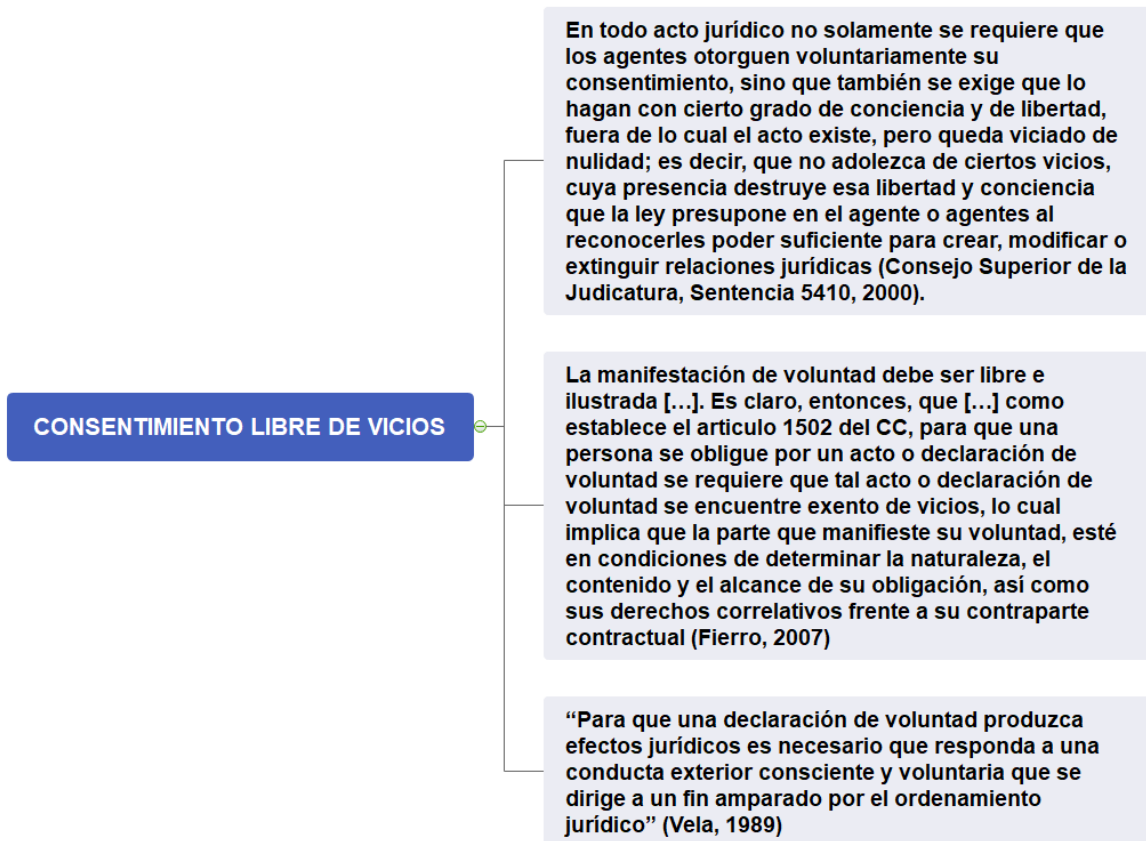 CONSENTIMIENTO LIBRE DE VICIOS
En todo acto jurídico no solamente se requiere que
los agentes otorguen voluntariamente su
consentimiento, sino que también se exige que lo
hagan con cierto grado de conciencia y de libertad,
fuera de lo cual el acto existe, pero queda viciado de
nulidad; es decir, que no adolezca de ciertos vicios,
cuya presencia destruye esa libertad y conciencia
que la ley presupone en el agente o agentes al
reconocerles poder suficiente para crear, modificar o
extinguir relaciones jurídicas (Consejo Superior de la
Judicatura, Sentencia 5410, 2000).
La manifestación de voluntad debe ser libre e
ilustrada [...]. Es claro, entonces, que [...] como
establece el articulo 1502 del CC, para que una
persona se obligue por un acto o declaración de
voluntad se requiere que tal acto o declaración de
voluntad se encuentre exento de vicios, lo cual
implica que la parte que manifieste su voluntad, esté
en condiciones de determinar la naturaleza, el
contenido y el alcance de su obligación, así como
sus derechos correlativos frente a su contraparte
contractual (Fierro, 2007)
“Para que una declaración de voluntad produzca
efectos jurídicos es necesario que responda a una
conducta exterior consciente y voluntaria que se
dirige a un fin amparado por el ordenamiento
jurídico” (Vela, 1989)